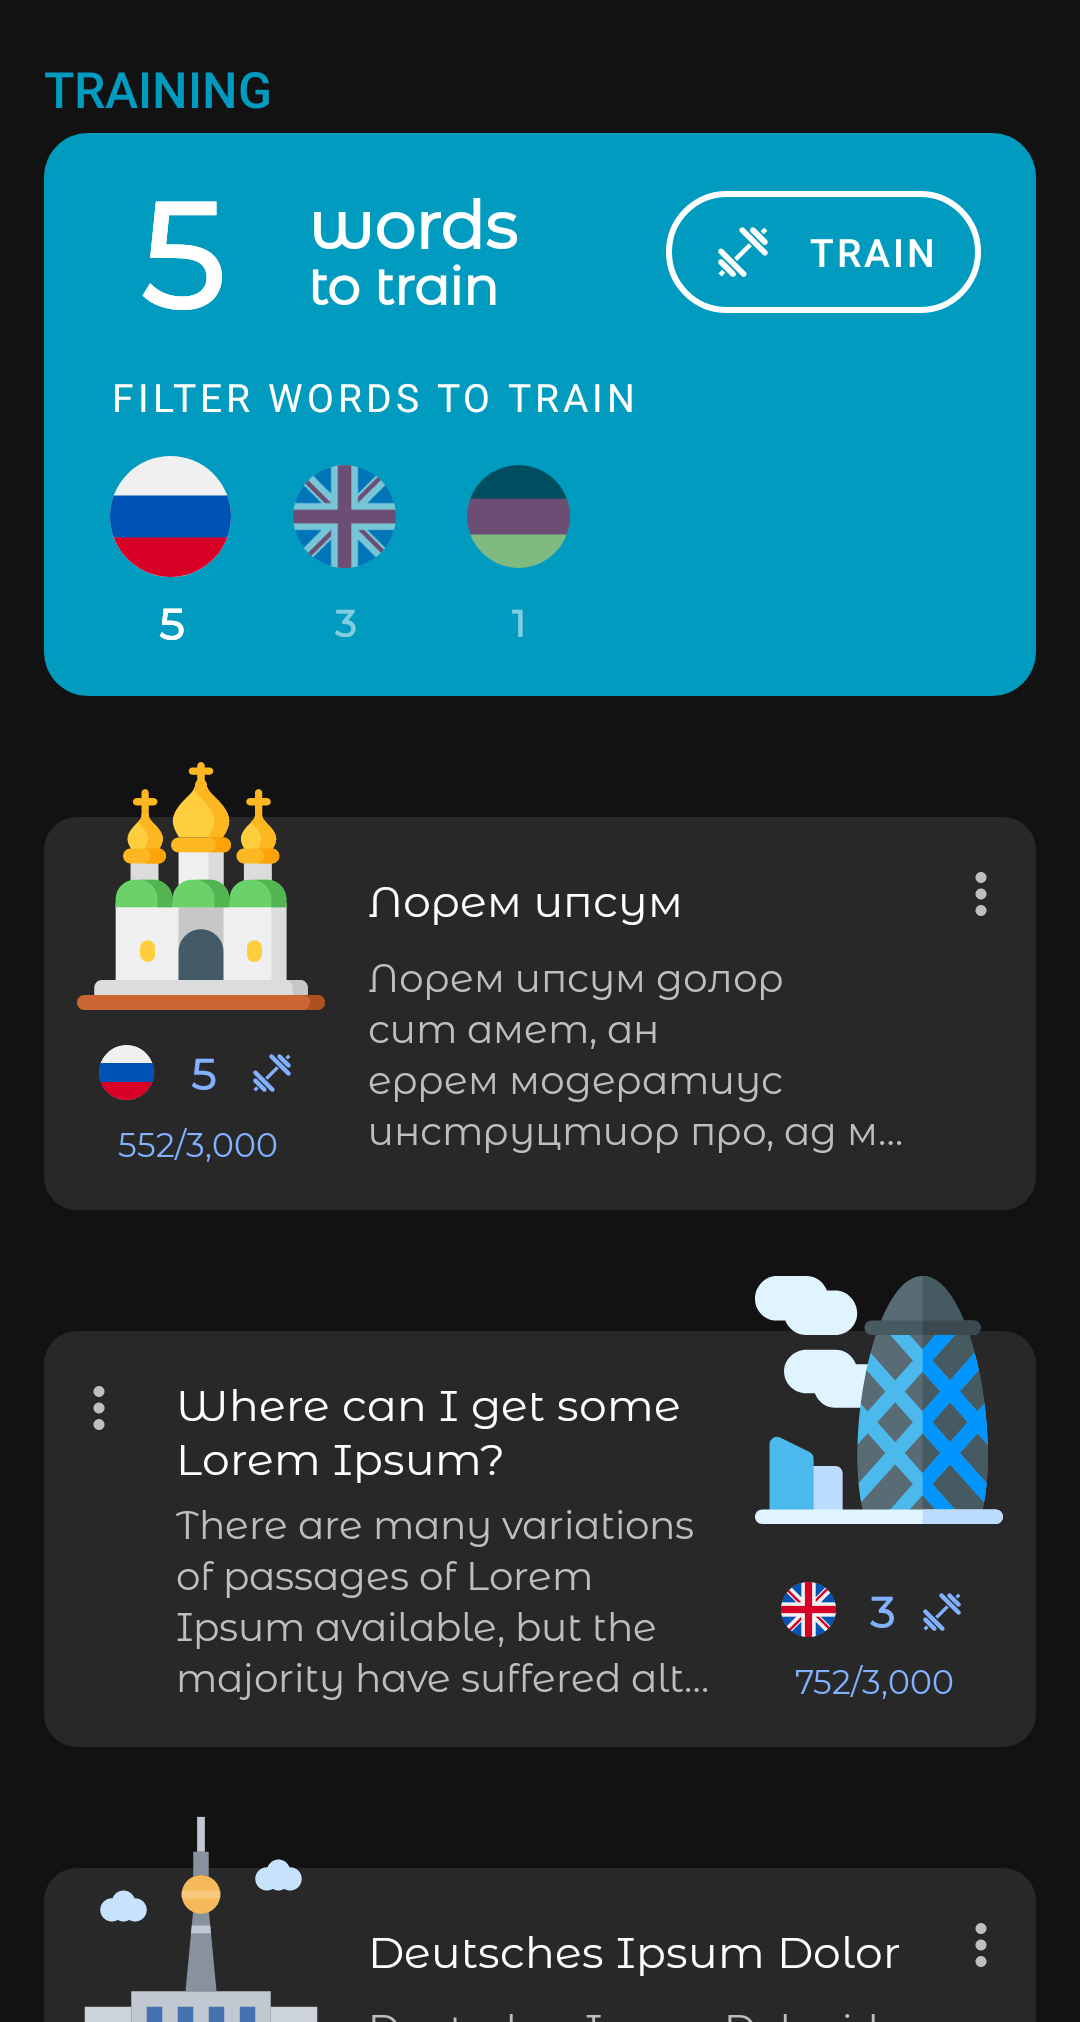 TRAINING
5
words
to train
TRAIN
FILTER WORDS TO TRAIN
5
3
1
Лорем ипсум
Лорем ипсум долор
сит амет, ан
еррем модератиус
инструцтиор про, ад м...
5
552/3,000
Where can I get some
Lorem Ipsum?
There are many variations
of passages of Lorem
Ipsum available, but the
majority have suffered alt...
3
752/3,000
Deutsches Ipsum Dolor